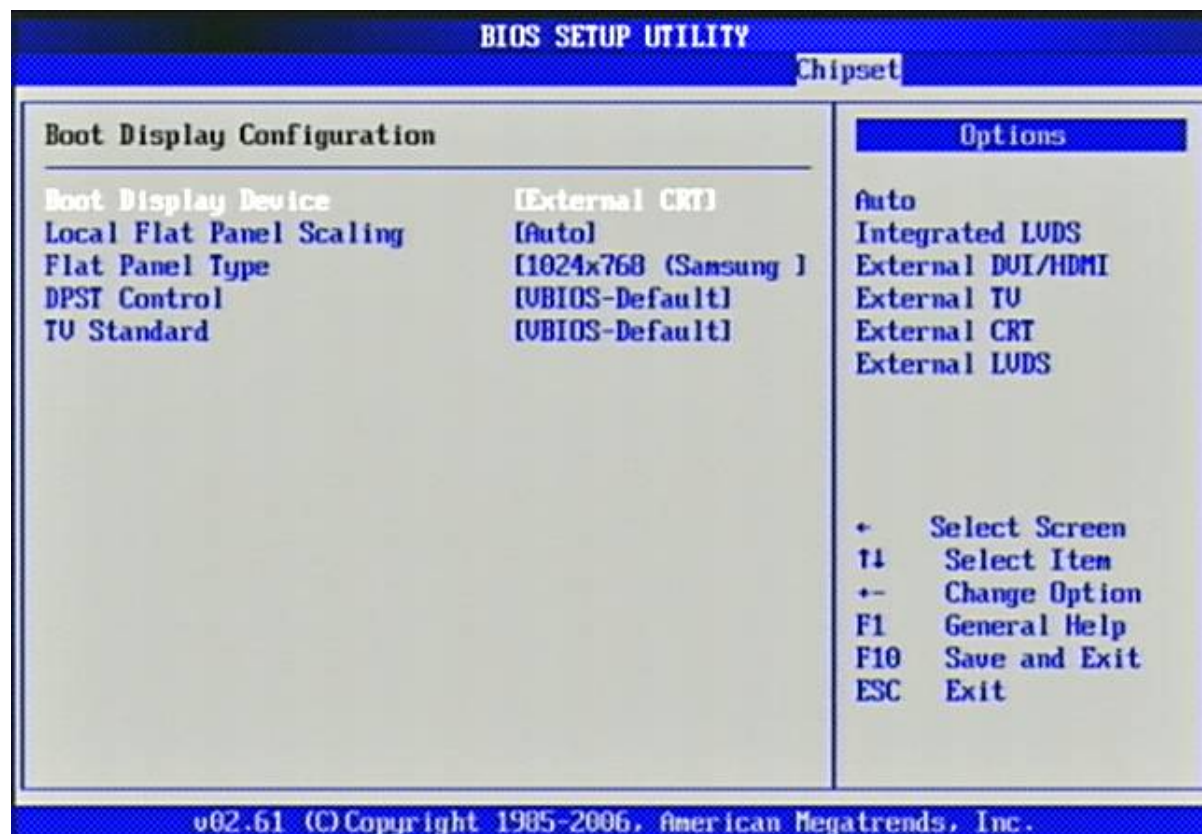 BIOS SETUP UTILITY
Chipset
Boot Display Configuration
Boot Display Device [External CRT]
Local Flat Panel Scaling [Auto]
Flat Panel Type [1024x768 (Samsung ]
DPST Control [VBIOS-Default]
TV Standard [VBIOS-Default]
Options
Auto
Integrated LVDS
External DVI/HDMI
External TV
External CRT
External LVDS
← Select Screen
↑↓ Select Item
+- Change Option
F1 General Help
F10 Save and Exit
ESC Exit
v02.61 (C)Copyright 1985-2006, American Megatrends, Inc.